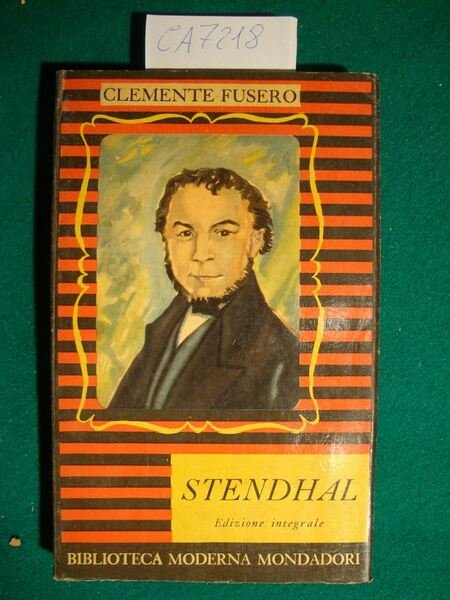 CA7218
CLEMENTE FUSERO
STENDHAL
Edizione integrale
BIBLIOTECA MODERNA MONDADORI